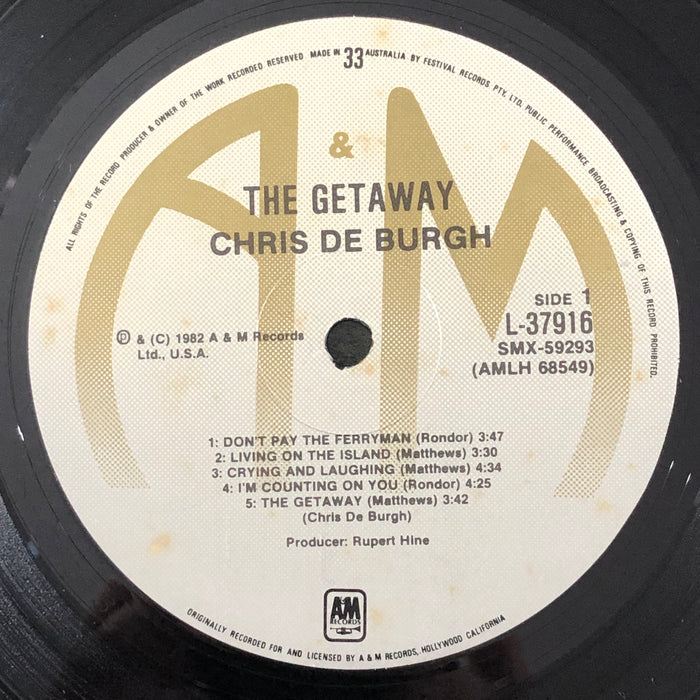 ALL RIGHTS OF THE RECORD PRODUCER & OWNER OF THE WORK RECORDED RESERVED MADE IN 33 AUSTRALIA BY FESTIVAL RECORDS PTY. LTD. PUBLIC PERFORMANCE BROADCASTING & COPYING OF THIS RECORD PROHIBITED.
A & M
THE GETAWAY
CHRIS DE BURGH
SIDE 1
L-37916
SMX-59293
(AMLH 68549)
Ⓟ & (C) 1982 A & M Records
Ltd., U.S.A.
1: DON'T PAY THE FERRYMAN (Rondor) 3:47
2: LIVING ON THE ISLAND (Matthews) 3:30
3: CRYING AND LAUGHING (Matthews) 4:34
4: I'M COUNTING ON YOU (Rondor) 4:25
5: THE GETAWAY (Matthews) 3:42
(Chris De Burgh)
Producer: Rupert Hine
A&M
RECORDS
ORIGINALLY RECORDED FOR AND LICENSED BY A & M RECORDS, HOLLYWOOD CALIFORNIA